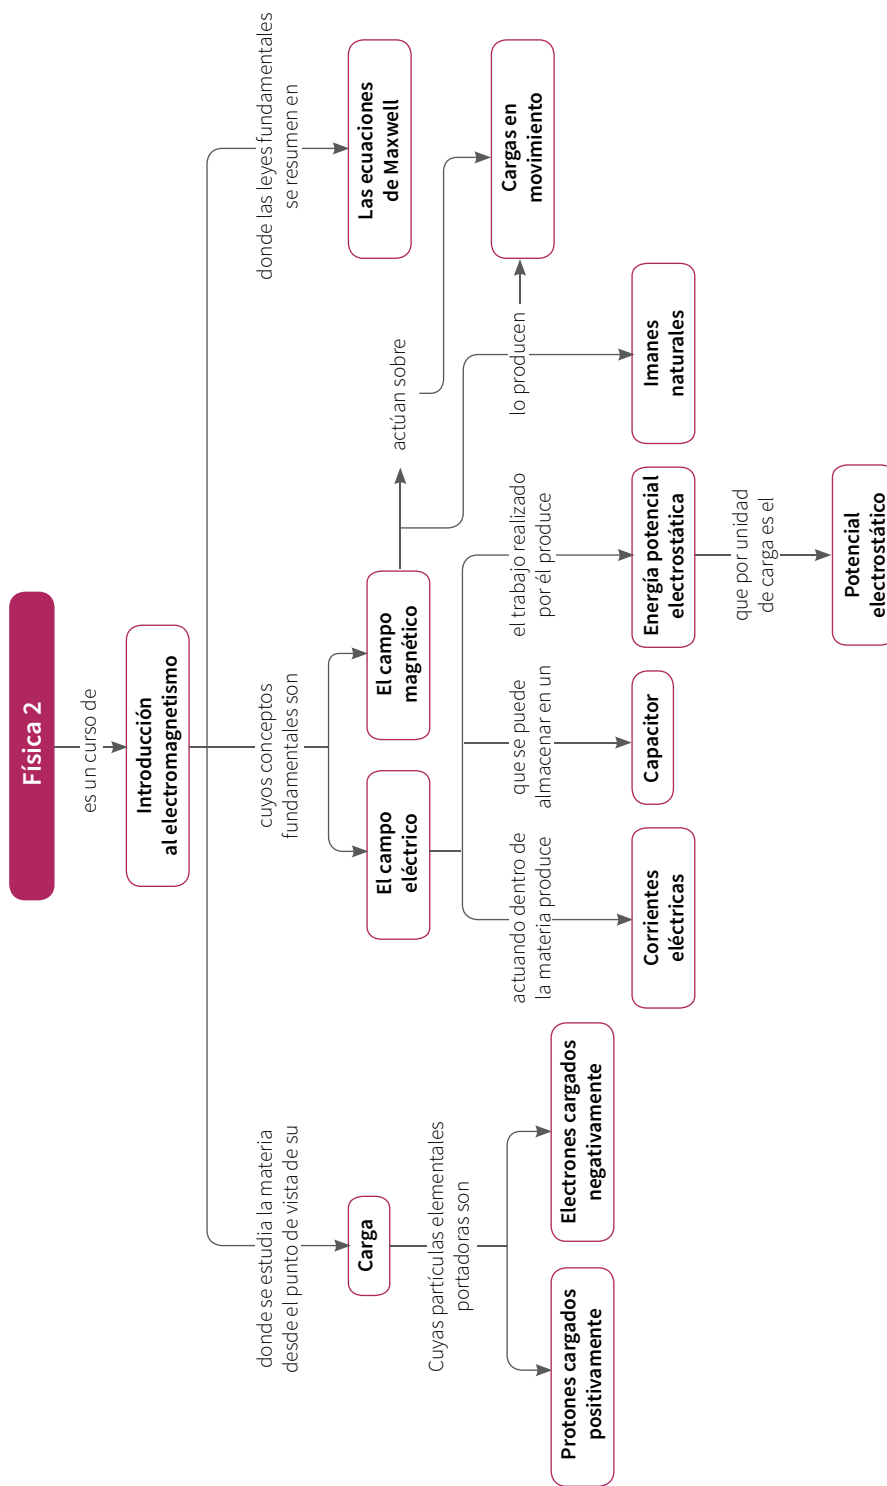 Física 2
es un curso de
Introducción
al electromagnetismo
donde se estudia la materia
desde el punto de vista de su
cuyos conceptos
fundamentales son
donde las leyes fundamentales
se resumen en
Carga
Cuyas partículas elementales
portadoras son
Protones cargados
positivamente
Electrones cargados
negativamente
El campo
eléctrico
El campo
magnético
Las ecuaciones
de Maxwell
actuando dentro de
la materia produce
que se puede
almacenar en un
el trabajo realizado
por él produce
actúan sobre
lo producen
Cargas en
movimiento
Corrientes
eléctricas
Capacitor
Energía potencial
electrostática
Imanes
naturales
que por unidad
de carga es el
Potencial
electrostático